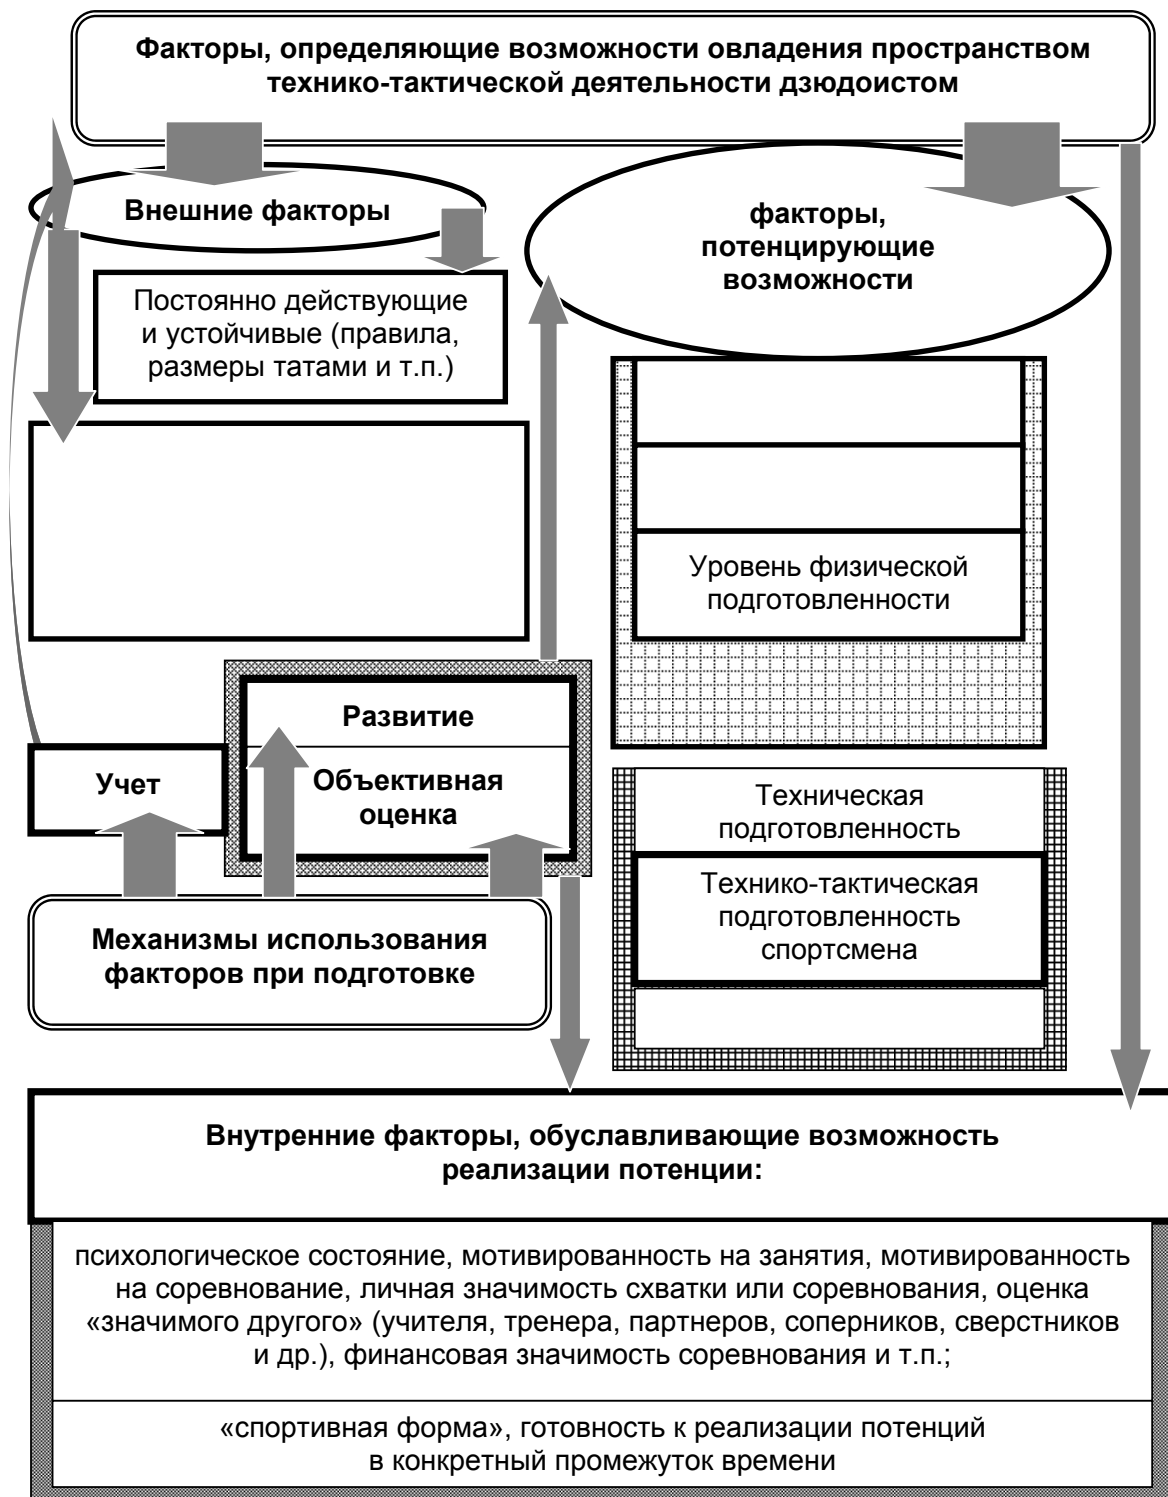 Факторы, определяющие возможности овладения пространством
технико-тактической деятельности дзюдоистом
Внешние факторы
факторы,
потенцирующие
возможности
Постоянно действующие
и устойчивые (правила,
размеры татами и т.п.)
Уровень физической
подготовленности
Развитие
Учет
Объективная
оценка
Техническая
подготовленность
Технико-тактическая
подготовленность
спортсмена
Механизмы использования
факторов при подготовке
Внутренние факторы, обуславливающие возможность
реализации потенции:
психологическое состояние, мотивированность на занятия, мотивированность
на соревнование, личная значимость схватки или соревнования, оценка
«значимого другого» (учителя, тренера, партнеров, соперников, сверстников
и др.), финансовая значимость соревнования и т.п.;
«спортивная форма», готовность к реализации потенций
в конкретный промежуток времени